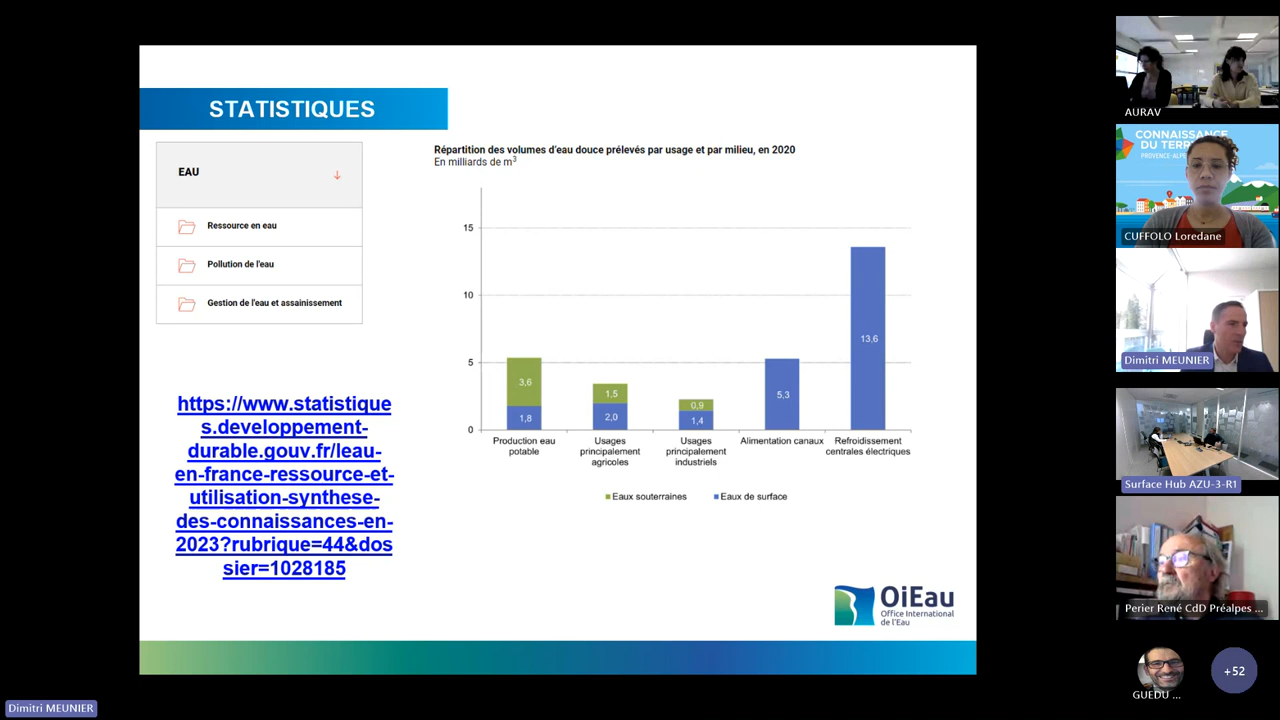 STATISTIQUES
EAU
Ressource en eau
Pollution de l'eau
Gestion de l'eau et assainissement
https://www.statistique
s.developpement-
durable.gouv.fr/leau-
en-france-ressource-et-
utilisation-synthese-
des-connaissances-en-
2023?rubrique=44&dos
sier=1028185
Répartition des volumes d'eau douce prélevés par usage et par milieu, en 2020
En milliards de m³
15
10
5
0
3,6
1,8
1,5
2,0
0,9
1,4
5,3
13,6
Production eau
potable
Usages
principalement
agricoles
Usages
principalement
industriels
Alimentation canaux
Refroidissement
centrales électriques
Eaux souterraines
Eaux de surface
OiEau
Office International
de l'Eau
AURAV
CONNAISSANCE
DU TERR
PROVENCE-ALPE
CUFFOLO Loredane
Dimitri MEUNIER
Surface Hub AZU-3-R1
Perier René CdD Préalpes ...
GUEDU ...
+52
Dimitri MEUNIER